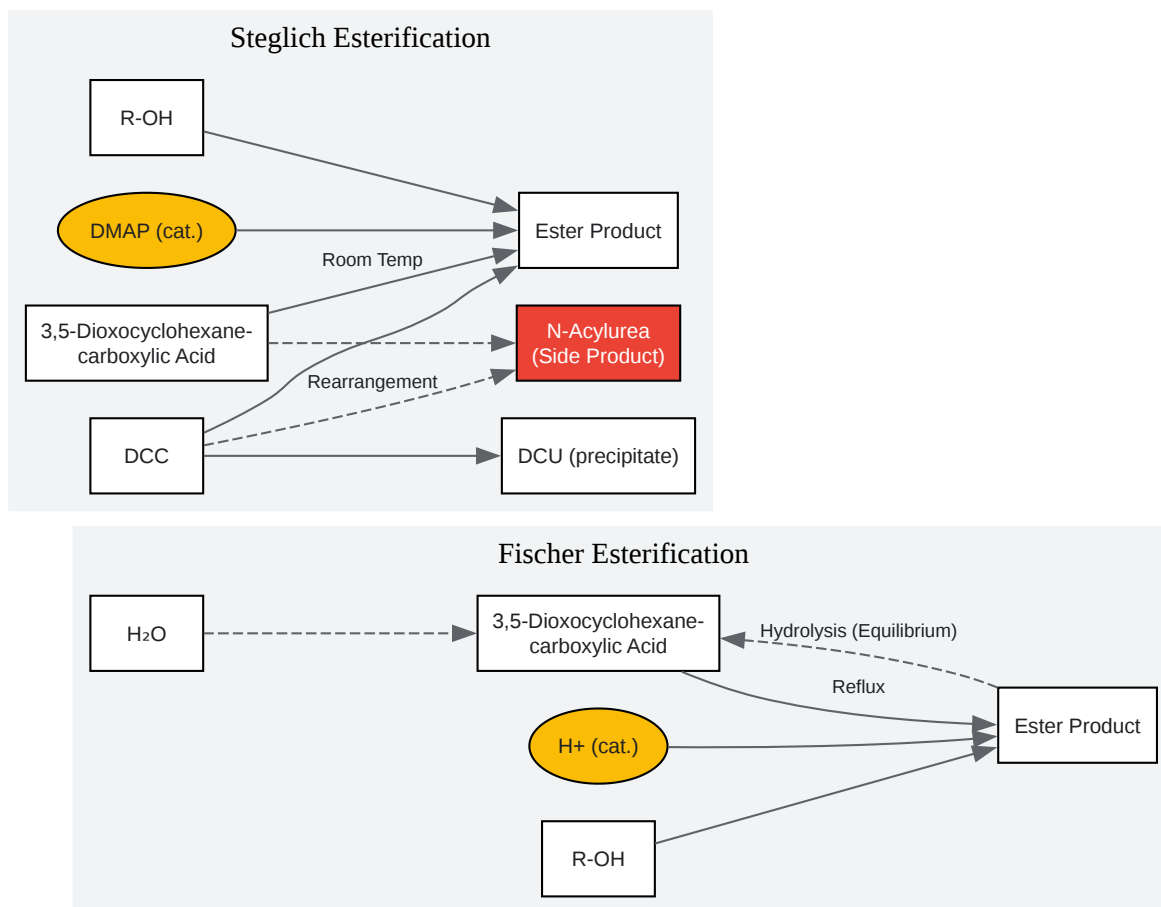 Steglich Esterification
R-OH
DMAP (cat.)
Ester Product
Room Temp
3,5-Dioxocyclohexane-
carboxylic Acid
N-Acylurea
(Side Product)
Rearrangement
DCC
DCU (precipitate)
Fischer Esterification
H₂O
3,5-Dioxocyclohexane-
carboxylic Acid
Hydrolysis (Equilibrium)
Reflux
Ester Product
H+ (cat.)
R-OH